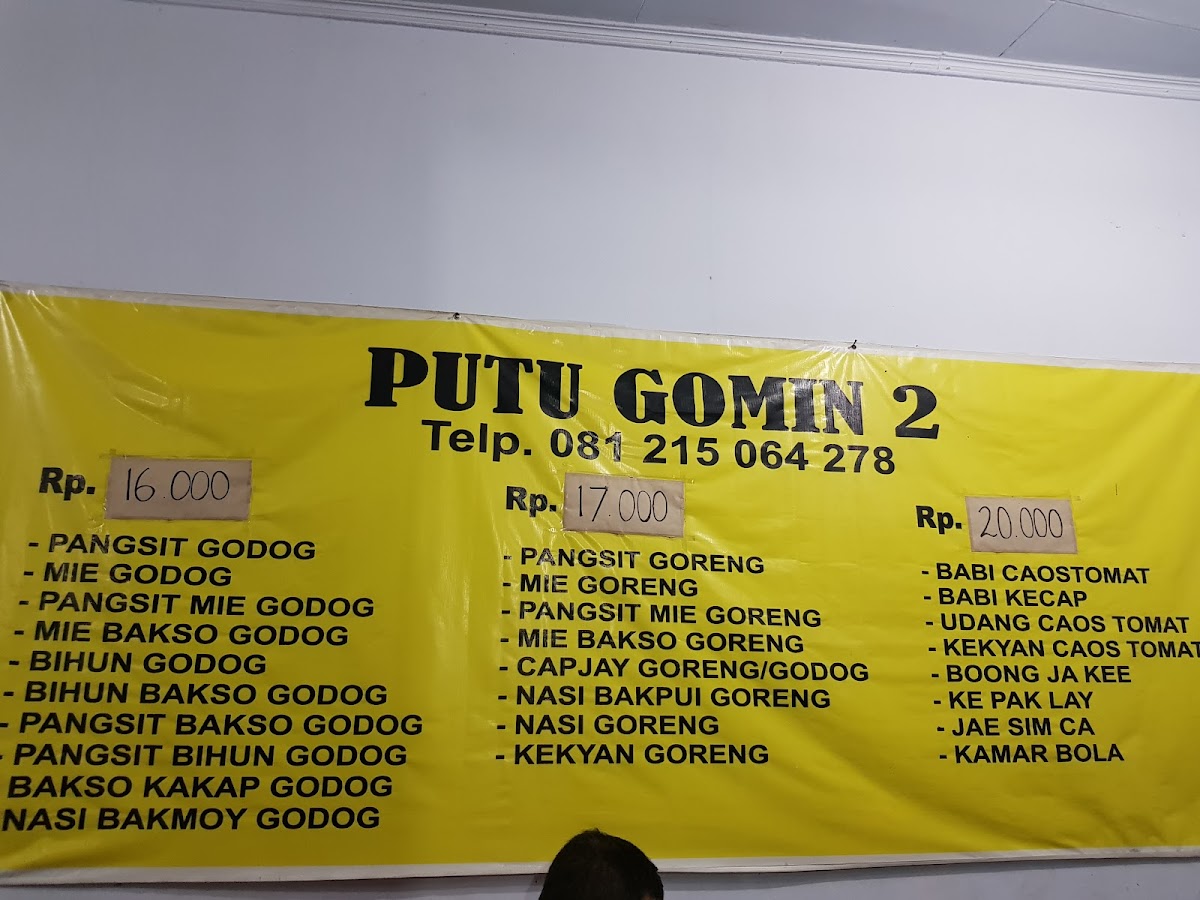 PUTU GOMIN 2
Telp. 081 215 064 278
Rp. 16.000
- PANGSIT GODOG
- MIE GODOG
- PANGSIT MIE GODOG
- MIE BAKSO GODOG
- BIHUN GODOG
- BIHUN BAKSO GODOG
- PANGSIT BAKSO GODOG
- PANGSIT BIHUN GODOG
BAKSO KAKAP GODOG
NASI BAKMOY GODOG
Rp. 17.000
- PANGSIT GORENG
- MIE GORENG
- PANGSIT MIE GORENG
- MIE BAKSO GORENG
- CAPJAY GORENG/GODOG
- NASI BAKPUI GORENG
- NASI GORENG
- KEKYAN GORENG
Rp. 20.000
- BABI CAOSTOMAT
- BABI KECAP
- UDANG CAOS TOMAT
- KEKYAN CAOS TOMAT
- BOONG JA KEE
- KE PAK LAY
- JAE SIM CA
- KAMAR BOLA